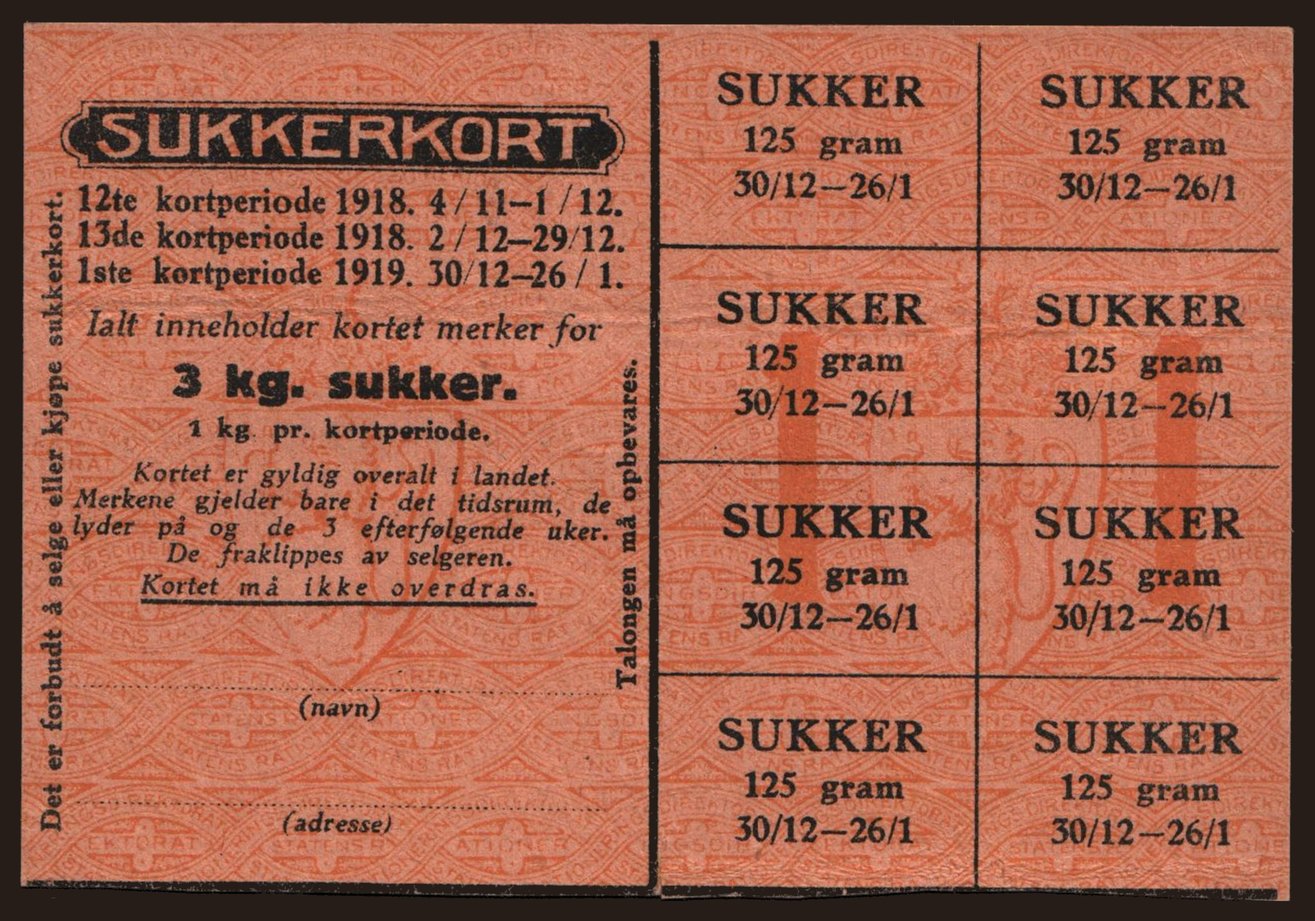 SUKKERKORT
12te kortperiode 1918. 4/11—1/12.
13de kortperiode 1918. 2/12—29/12.
1ste kortperiode 1919. 30/12—26/1.
Ialt inneholder kortet merker for
3 kg. sukker.
1 kg. pr. kortperiode.
Kortet er gyldig overalt i landet.
Merkene gjelder bare i det tidsrum, de
lyder på og de 3 efterfølgende uker.
De fraklippes av selgeren.
Kortet må ikke overdras.
(navn)
(adresse)
Det er forbudt å selge eller kjøpe sukkerkort.
Talongen må opbevares.
SUKKER
125 gram
30/12—26/1
SUKKER
125 gram
30/12—26/1
SUKKER
125 gram
30/12—26/1
SUKKER
125 gram
30/12—26/1
SUKKER
125 gram
30/12—26/1
SUKKER
125 gram
30/12—26/1
SUKKER
125 gram
30/12—26/1
SUKKER
125 gram
30/12—26/1